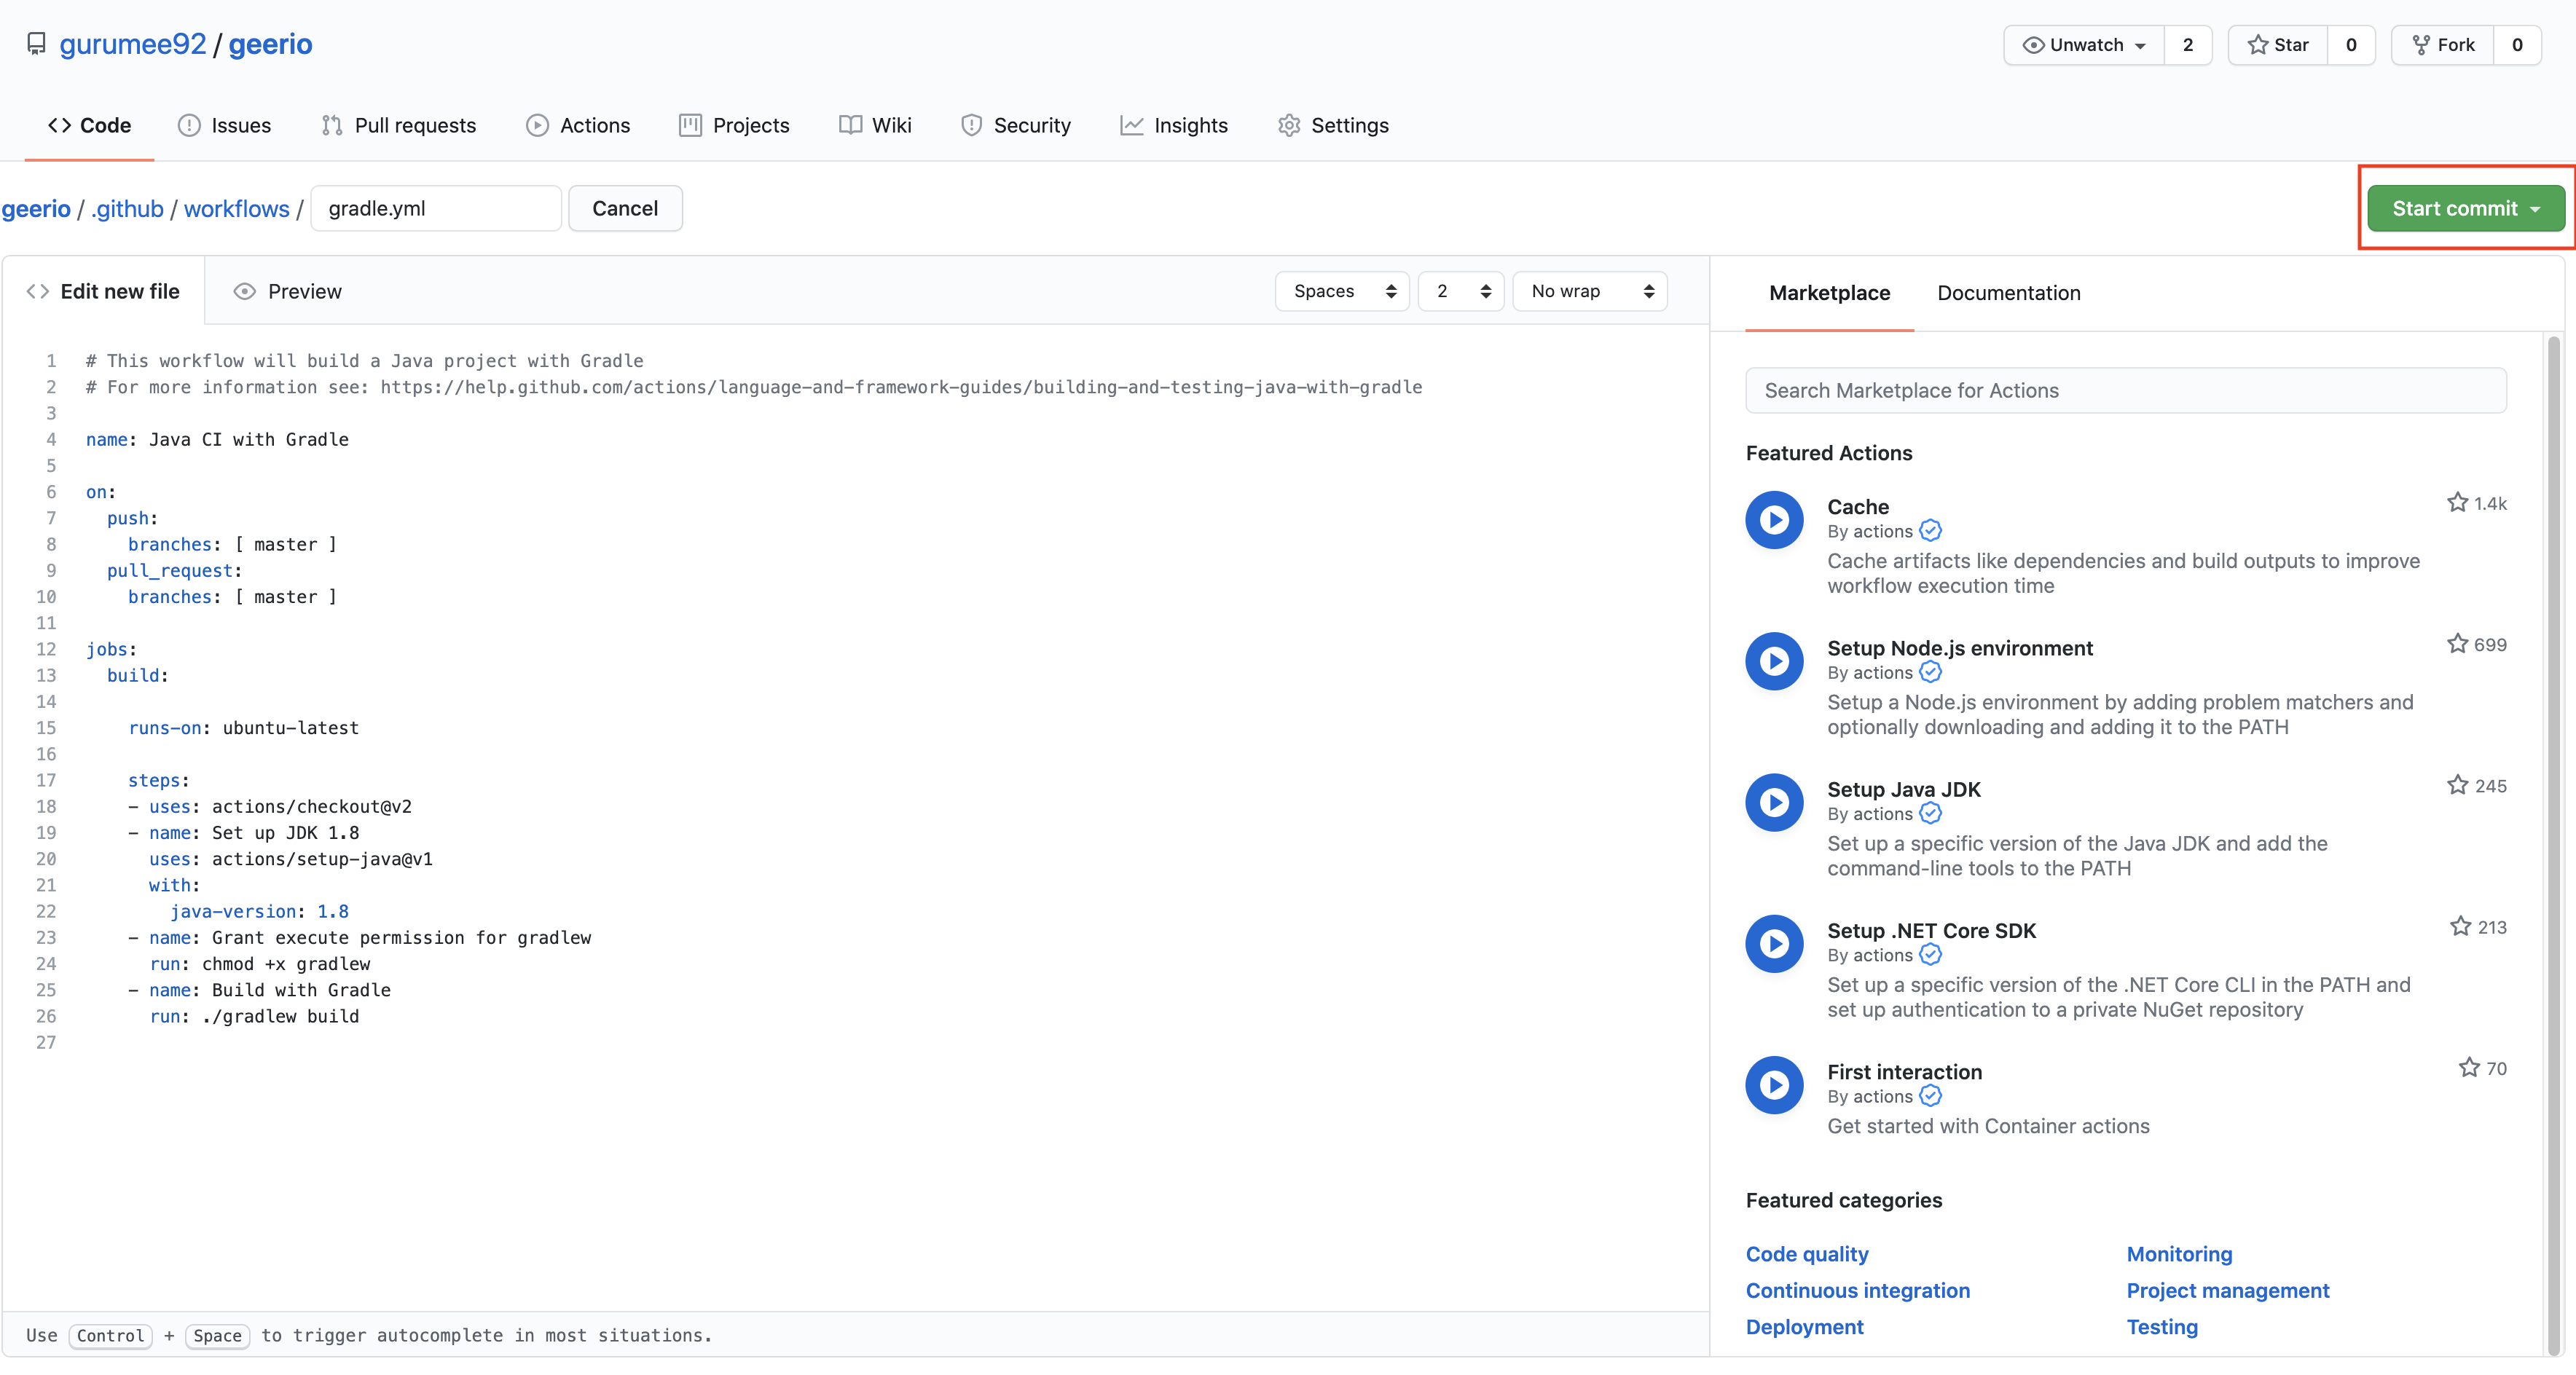 gurumee92 / geerio
Unwatch 2 Star 0 Fork 0
Code Issues Pull requests Actions Projects Wiki Security Insights Settings
geerio / .github / workflows / gradle.yml Cancel Start commit
Edit new file Preview Spaces 2 No wrap
1 # This workflow will build a Java project with Gradle
2 # For more information see: https://help.github.com/actions/language-and-framework-guides/building-and-testing-java-with-gradle
3
4 name: Java CI with Gradle
5
6 on:
7 push:
8 branches: [ master ]
9 pull_request:
10 branches: [ master ]
11
12 jobs:
13 build:
14
15 runs-on: ubuntu-latest
16
17 steps:
18 - uses: actions/checkout@v2
19 - name: Set up JDK 1.8
20 uses: actions/setup-java@v1
21 with:
22 java-version: 1.8
23 - name: Grant execute permission for gradlew
24 run: chmod +x gradlew
25 - name: Build with Gradle
26 run: ./gradlew build
27
Use Control + Space to trigger autocomplete in most situations.
Marketplace Documentation
Search Marketplace for Actions
Featured Actions
Cache 1.4k
By actions
Cache artifacts like dependencies and build outputs to improve
workflow execution time
Setup Node.js environment 699
By actions
Setup a Node.js environment by adding problem matchers and
optionally downloading and adding it to the PATH
Setup Java JDK 245
By actions
Set up a specific version of the Java JDK and add the
command-line tools to the PATH
Setup .NET Core SDK 213
By actions
Set up a specific version of the .NET Core CLI in the PATH and
set up authentication to a private NuGet repository
First interaction 70
By actions
Get started with Container actions
Featured categories
Code quality Monitoring
Continuous integration Project management
Deployment Testing